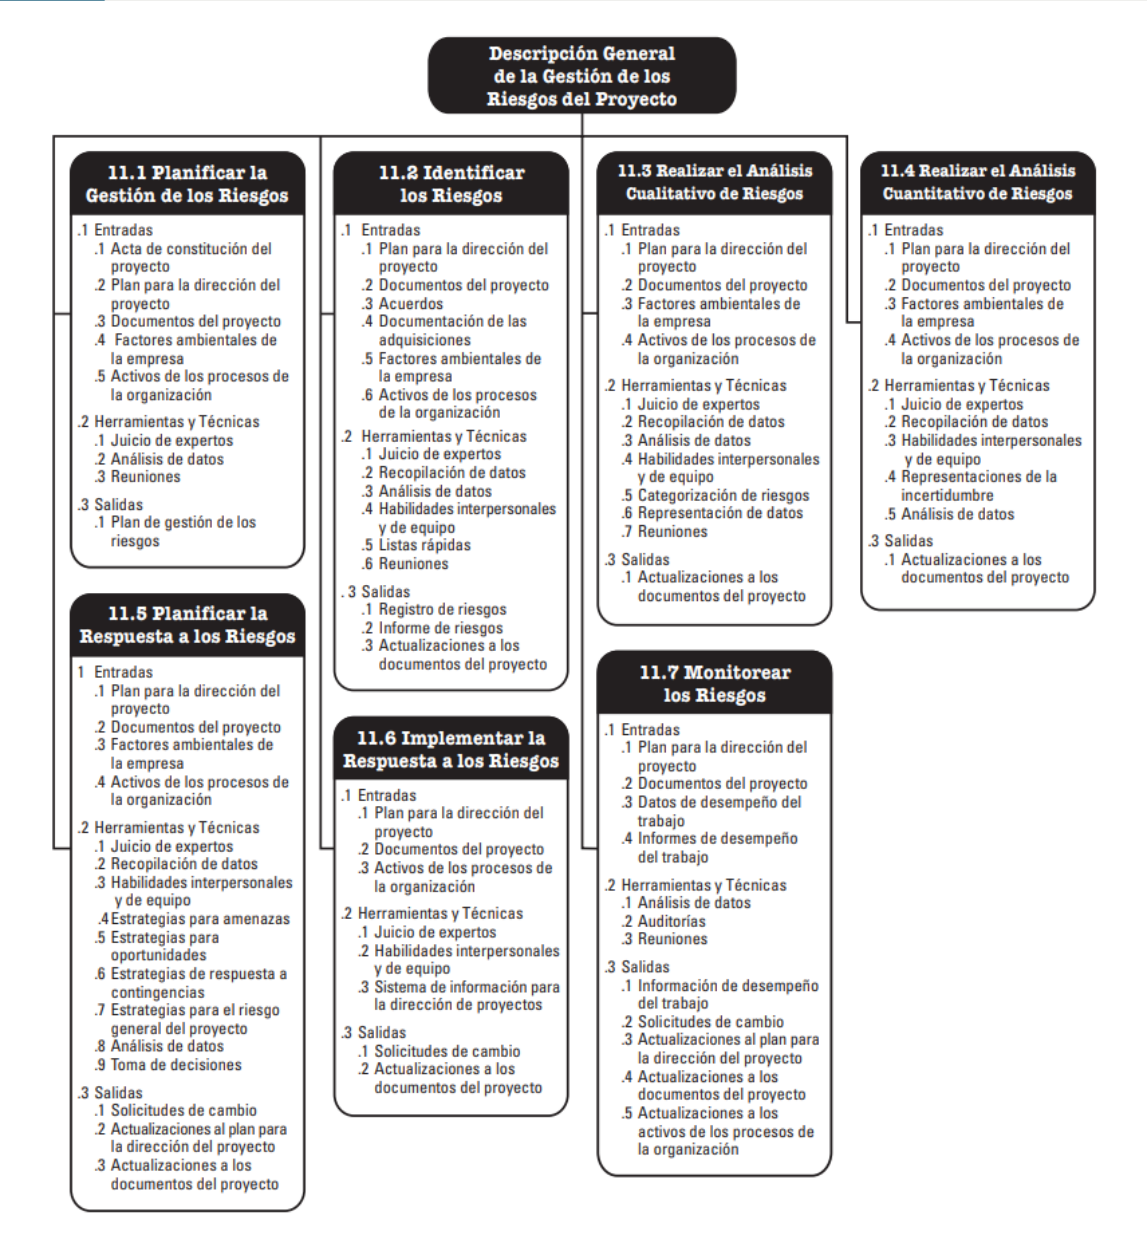 Descripción General
de la Gestión de los
Riesgos del Proyecto
11.1 Planificar la
Gestión de los Riesgos
.1 Entradas
.1 Acta de constitución del
proyecto
.2 Plan para la dirección del
proyecto
.3 Documentos del proyecto
.4 Factores ambientales de
la empresa
.5 Activos de los procesos de
la organización
.2 Herramientas y Técnicas
.1 Juicio de expertos
.2 Análisis de datos
.3 Reuniones
.3 Salidas
.1 Plan de gestión de los
riesgos
11.2 Identificar
los Riesgos
.1 Entradas
.1 Plan para la dirección del
proyecto
.2 Documentos del proyecto
.3 Acuerdos
.4 Documentación de las
adquisiciones
.5 Factores ambientales de
la empresa
.6 Activos de los procesos
de la organización
.2 Herramientas y Técnicas
.1 Juicio de expertos
.2 Recopilación de datos
.3 Análisis de datos
.4 Habilidades interpersonales
y de equipo
.5 Listas rápidas
.6 Reuniones
. 3 Salidas
.1 Registro de riesgos
.2 Informe de riesgos
.3 Actualizaciones a los
documentos del proyecto
11.3 Realizar el Análisis
Cualitativo de Riesgos
.1 Entradas
.1 Plan para la dirección del
proyecto
.2 Documentos del proyecto
.3 Factores ambientales de
la empresa
.4 Activos de los procesos de
la organización
.2 Herramientas y Técnicas
.1 Juicio de expertos
.2 Recopilación de datos
.3 Análisis de datos
.4 Habilidades interpersonales
y de equipo
.5 Categorización de riesgos
.6 Representación de datos
.7 Reuniones
.3 Salidas
.1 Actualizaciones a los
documentos del proyecto
11.4 Realizar el Análisis
Cuantitativo de Riesgos
.1 Entradas
.1 Plan para la dirección del
proyecto
.2 Documentos del proyecto
.3 Factores ambientales de
la empresa
.4 Activos de los procesos de
la organización
.2 Herramientas y Técnicas
.1 Juicio de expertos
.2 Recopilación de datos
.3 Habilidades interpersonales
y de equipo
.4 Representaciones de la
incertidumbre
.5 Análisis de datos
.3 Salidas
.1 Actualizaciones a los
documentos del proyecto
11.5 Planificar la
Respuesta a los Riesgos
1 Entradas
.1 Plan para la dirección del
proyecto
.2 Documentos del proyecto
.3 Factores ambientales de
la empresa
.4 Activos de los procesos de
la organización
.2 Herramientas y Técnicas
.1 Juicio de expertos
.2 Recopilación de datos
.3 Habilidades interpersonales
y de equipo
.4 Estrategias para amenazas
.5 Estrategias para
oportunidades
.6 Estrategias de respuesta a
contingencias
.7 Estrategias para el riesgo
general del proyecto
.8 Análisis de datos
.9 Toma de decisiones
.3 Salidas
.1 Solicitudes de cambio
.2 Actualizaciones al plan para
la dirección del proyecto
.3 Actualizaciones a los
documentos del proyecto
11.6 Implementar la
Respuesta a los Riesgos
.1 Entradas
.1 Plan para la dirección del
proyecto
.2 Documentos del proyecto
.3 Activos de los procesos de
la organización
.2 Herramientas y Técnicas
.1 Juicio de expertos
.2 Habilidades interpersonales
y de equipo
.3 Sistema de información para
la dirección de proyectos
.3 Salidas
.1 Solicitudes de cambio
.2 Actualizaciones a los
documentos del proyecto
11.7 Monitorear
los Riesgos
.1 Entradas
.1 Plan para la dirección del
proyecto
.2 Documentos del proyecto
.3 Datos de desempeño del
trabajo
.4 Informes de desempeño
del trabajo
.2 Herramientas y Técnicas
.1 Análisis de datos
.2 Auditorías
.3 Reuniones
.3 Salidas
.1 Información de desempeño
del trabajo
.2 Solicitudes de cambio
.3 Actualizaciones al plan para
la dirección del proyecto
.4 Actualizaciones a los
documentos del proyecto
.5 Actualizaciones a los
activos de los procesos de
la organización